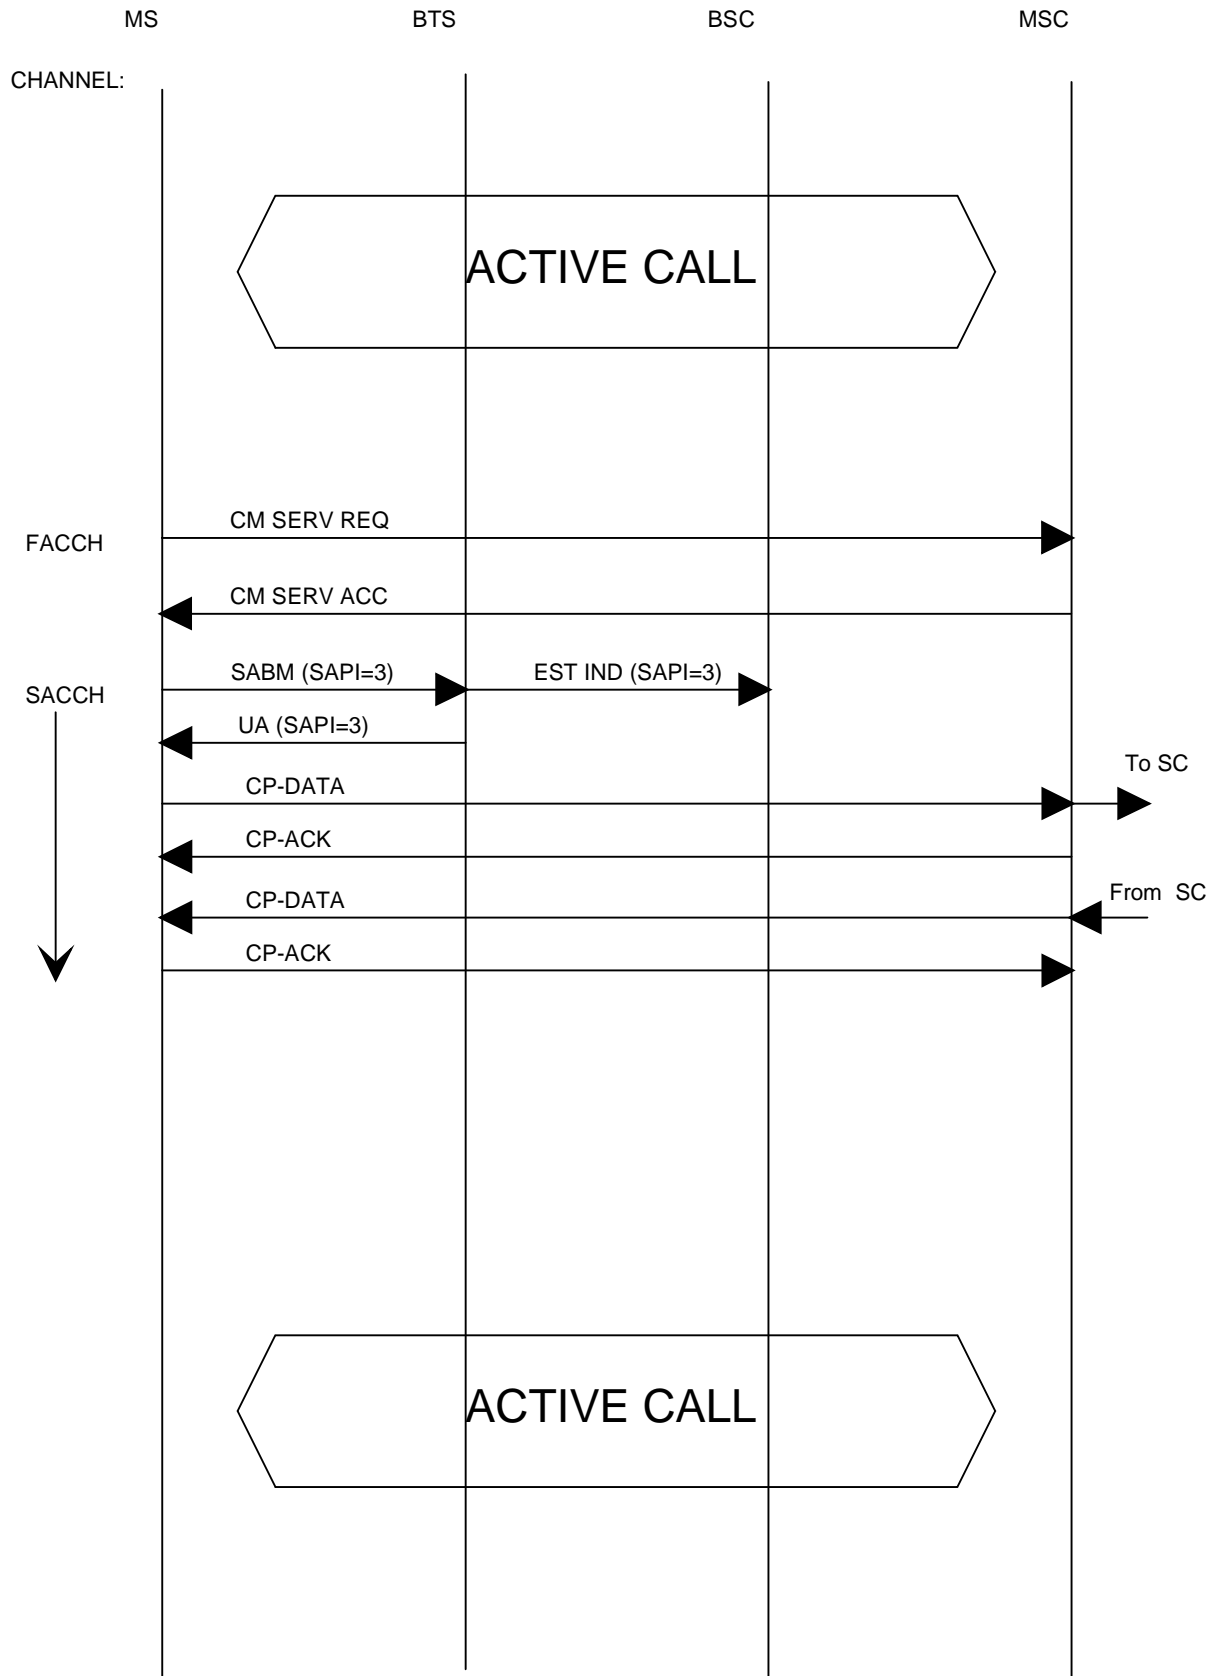 MS BTS BSC MSC
CHANNEL:
ACTIVE CALL
CM SERV REQ
FACCH
CM SERV ACC
SABM (SAPI=3) EST IND (SAPI=3)
SACCH
UA (SAPI=3)
To SC
CP-DATA
CP-ACK
From SC
CP-DATA
CP-ACK
ACTIVE CALL